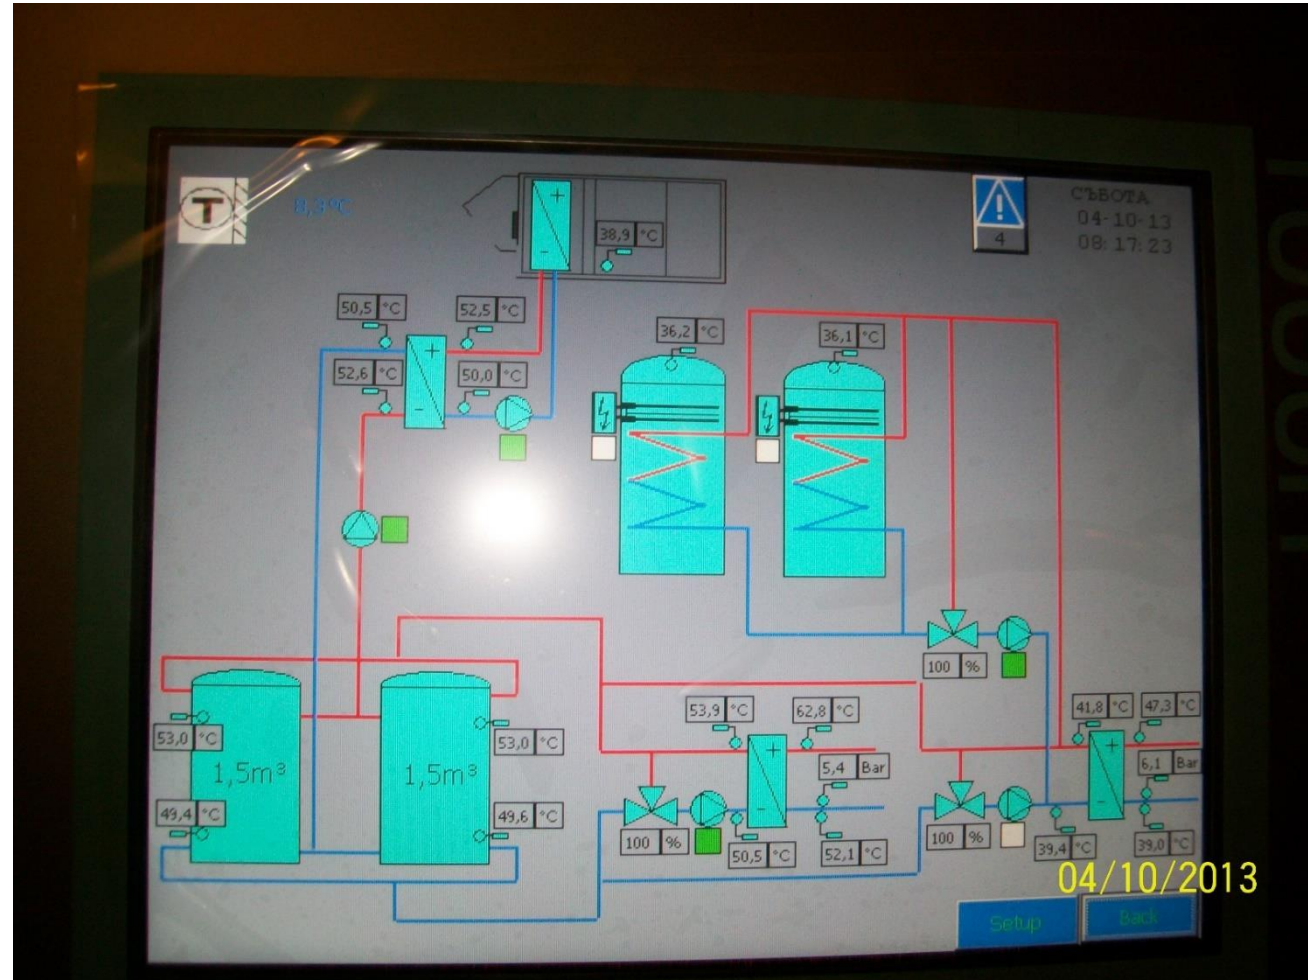 T
8,3°C
4
СЪБОТА
04-10-13
08:17:23
38,9 °C
50,5 °C
52,5 °C
52,6 °C
50,0 °C
36,2 °C
36,1 °C
100 %
53,0 °C
1,5m³
49,4 °C
53,0 °C
1,5m³
49,6 °C
53,9 °C
62,8 °C
5,4 Bar
100 %
50,5 °C
52,1 °C
41,8 °C
47,3 °C
6,1 Bar
100 %
39,4 °C
39,0 °C
04/10/2013
Setup
Back